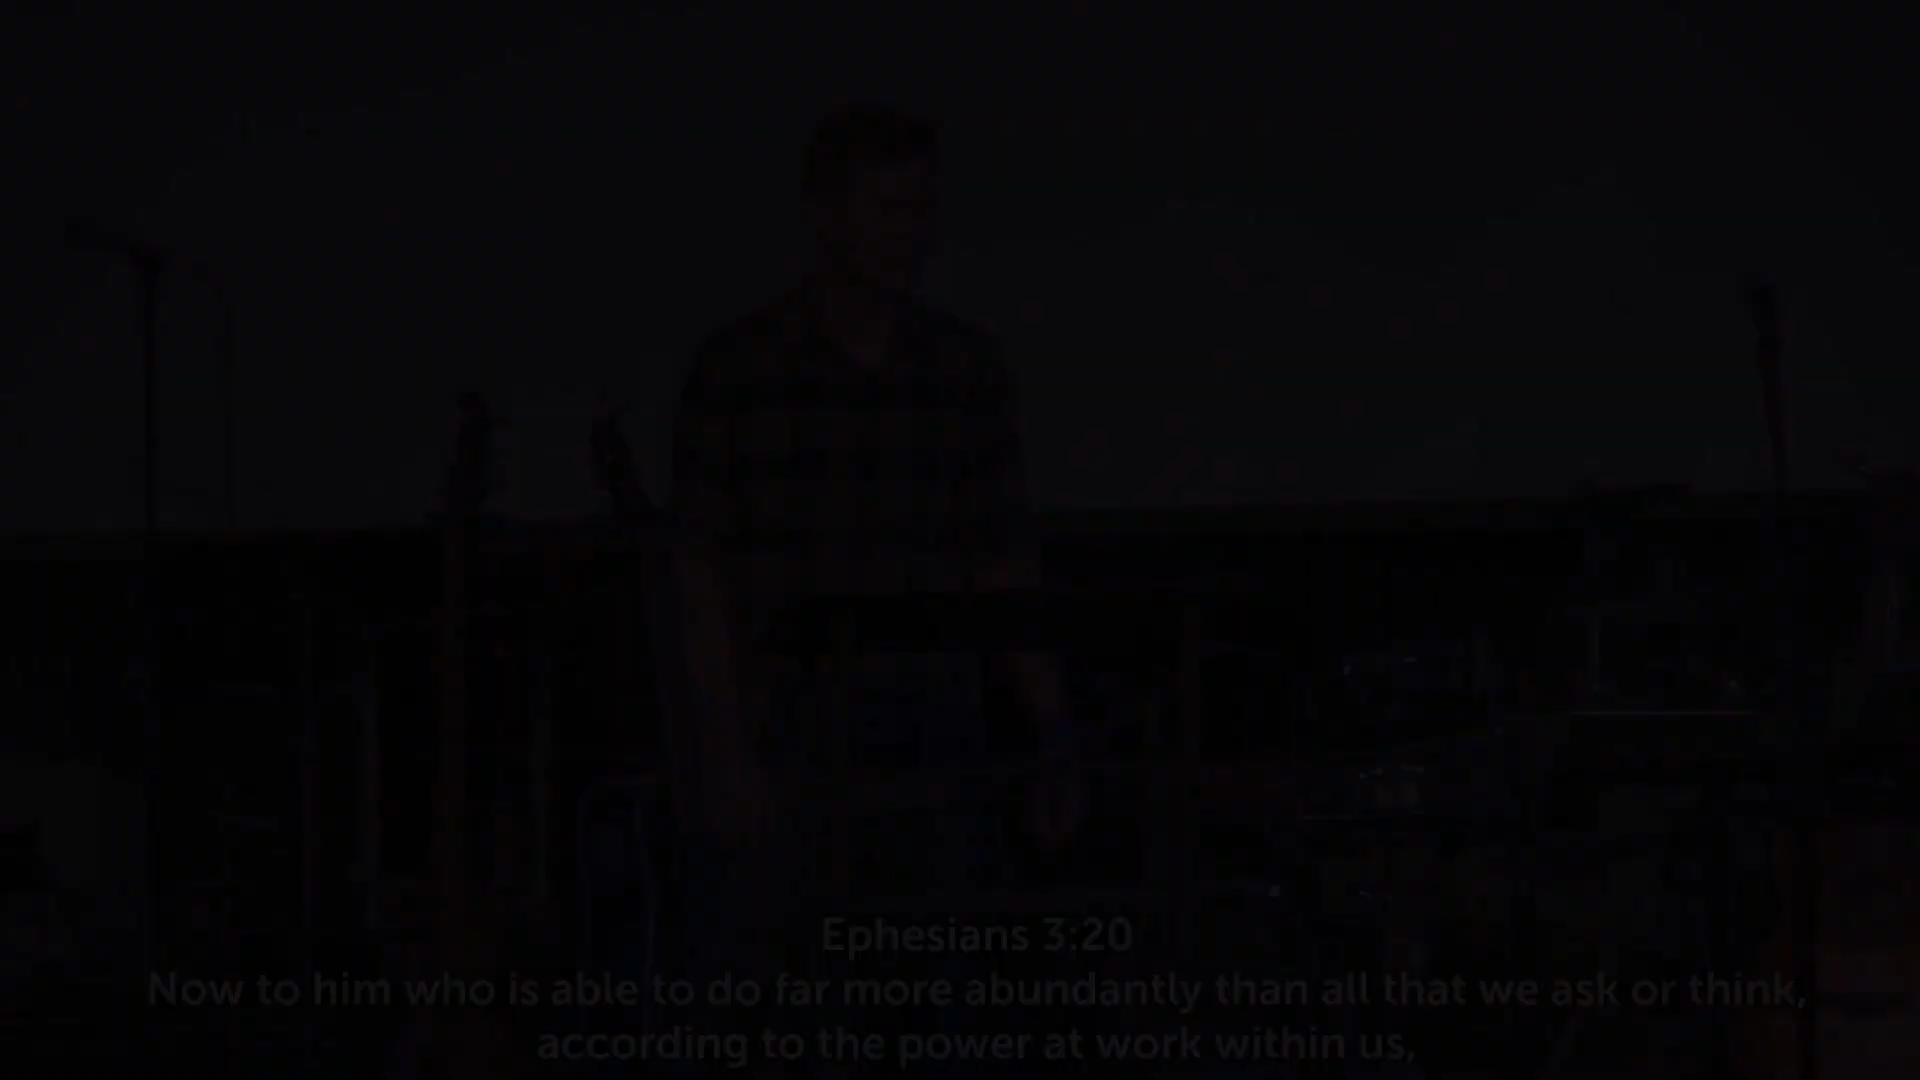 Ephesians 3:20
Now to him who is able to do far more abundantly than all that we ask or think,
according to the power at work within us,